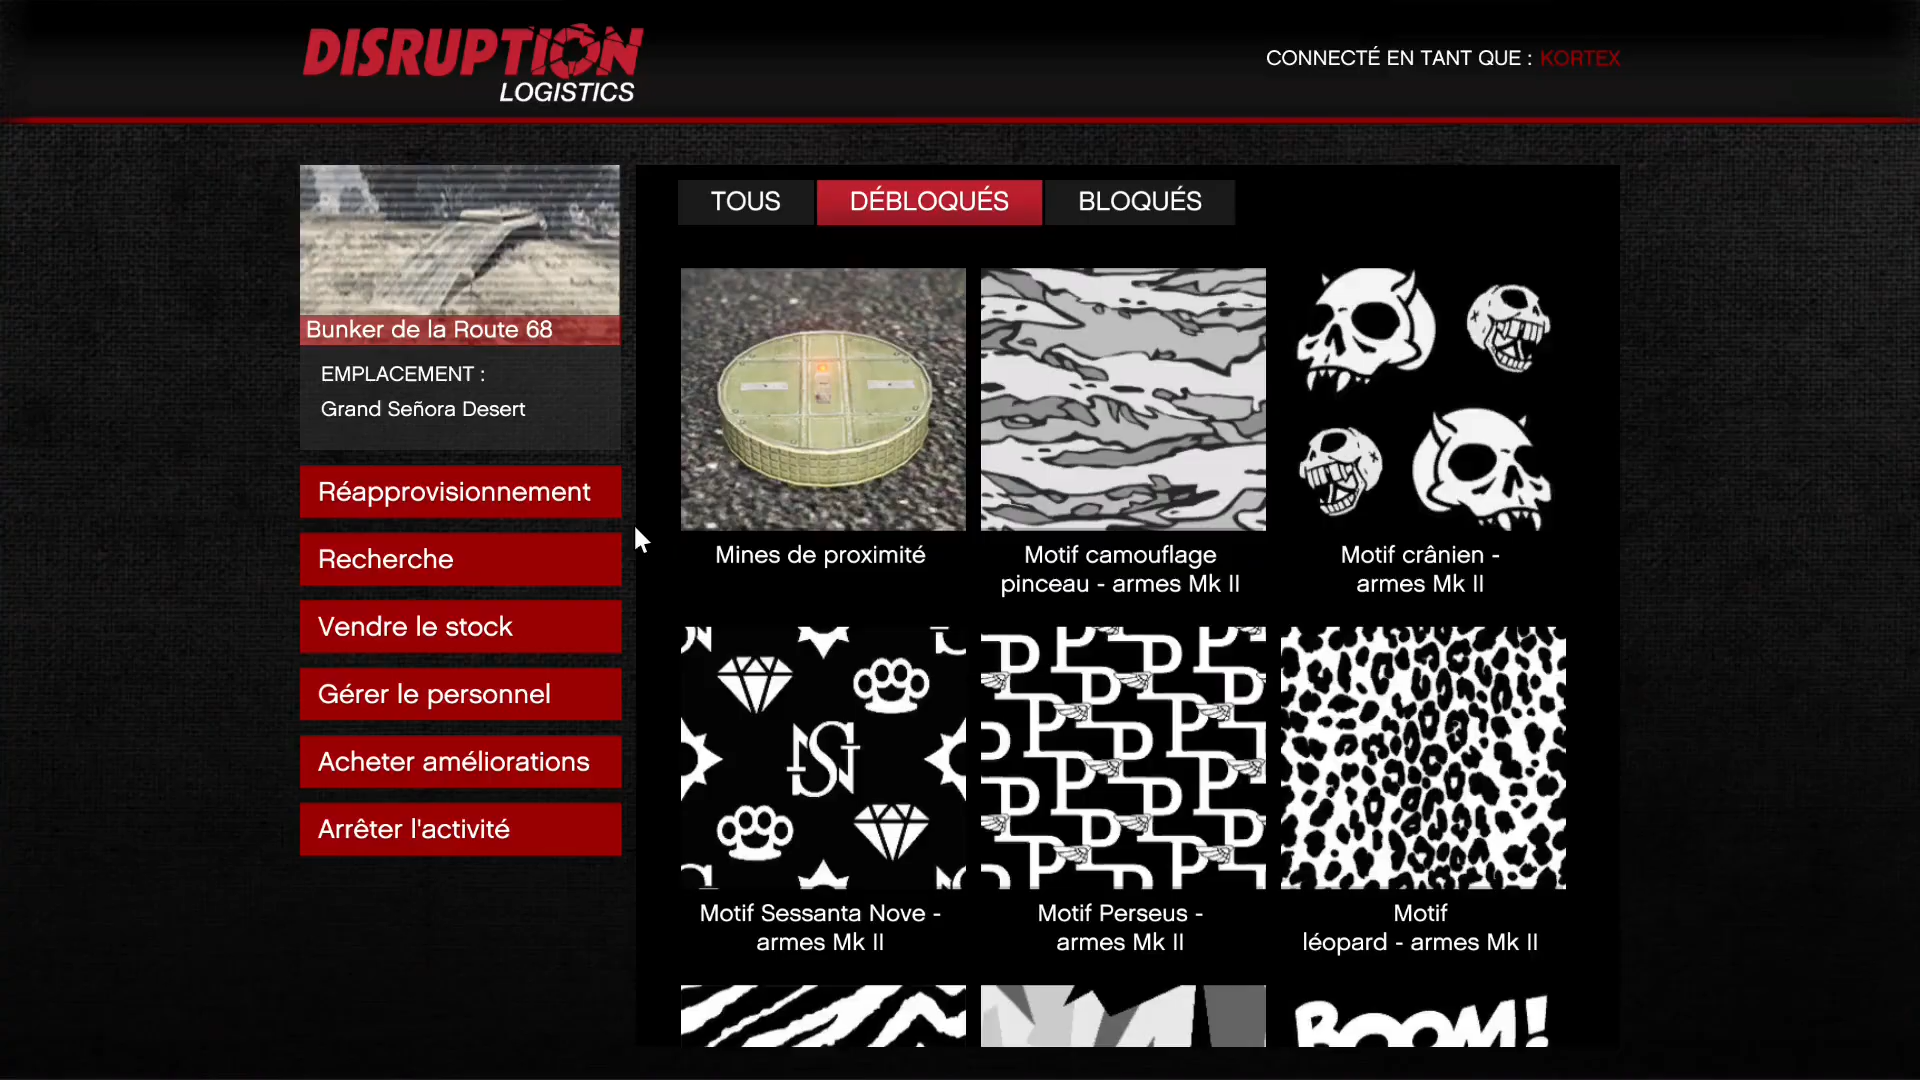 DISRUPTION
LOGISTICS
CONNECTÉ EN TANT QUE : KORTEX
Bunker de la Route 68
EMPLACEMENT :
Grand Señora Desert
Réapprovisionnement
Recherche
Vendre le stock
Gérer le personnel
Acheter améliorations
Arrêter l'activité
TOUS
DÉBLOQUÉS
BLOQUÉS
Mines de proximité
Motif camouflage
pinceau - armes Mk II
Motif crânien -
armes Mk II
Motif Sessanta Nove -
armes Mk II
Motif Perseus -
armes Mk II
Motif
léopard - armes Mk II
BOOM!